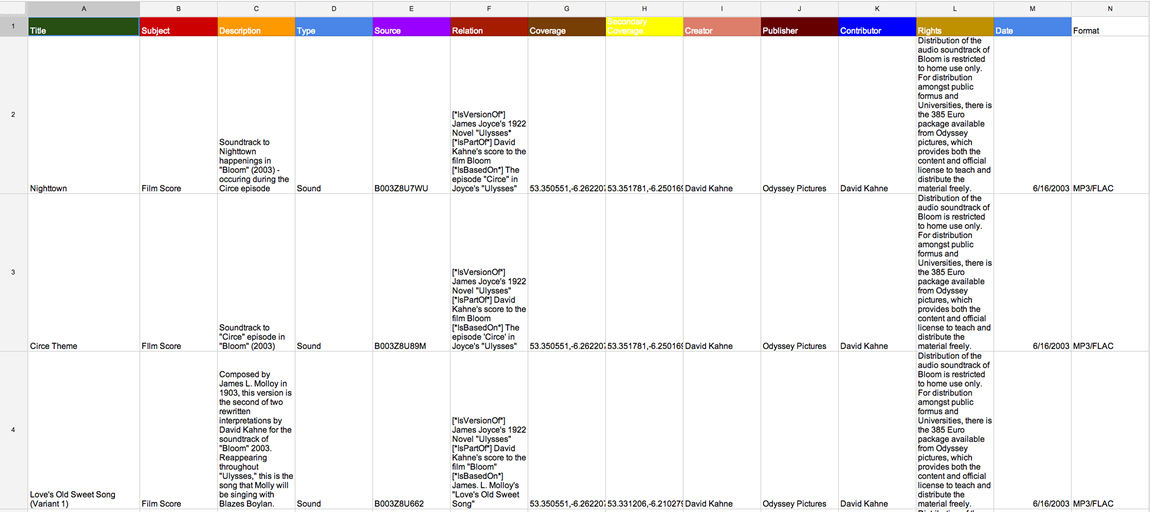 A B C D E F G H I J K L M N
1 Title Subject Description Type Source Relation Coverage Secondary Coverage Creator Publisher Contributor Rights Date Format
2
Nighttown
Film Score
Soundtrack to
Nighttown
happenings in
"Bloom" (2003) -
occuring during the
Circe episode
Sound
B003Z8U7WU
[*IsVersionOf*]
James Joyce's 1922
Novel "Ulysses"
[*IsPartOf*] David
Kahne's score to the
film Bloom
[*IsBasedOn*] The
episode "Circe" in
Joyce's "Ulysses"
53.350551,-6.26220
53.351781,-6.25016
David Kahne
Odyssey Pictures
David Kahne
Distribution of the
audio soundtrack of
Bloom is restricted
to home use only.
For distribution
amongst public
formus and
Universities, there is
the 385 Euro
package available
from Odyssey
pictures, which
provides both the
content and official
license to teach and
distribute the
material freely.
6/16/2003
MP3/FLAC
3
Circe Theme
FIlm Score
Soundtrack to
"Circe" episode in
"Bloom" (2003)
Sound
B003Z8U89M
[*IsVersionOf*]
James Joyce's 1922
Novel "Ulysses"
[*IsPartOf*] David
Kahne's score to the
film Bloom
[*IsBasedOn*] The
episode 'Circe' in
Joyce's "Ulysses"
53.350551,-6.26220
53.351781,-6.25016
David Kahne
Odyssey Pictures
David Kahne
Distribution of the
audio soundtrack of
Bloom is restricted
to home use only.
For distribution
amongst public
formus and
Universities, there is
the 385 Euro
package available
from Odyssey
pictures, which
provides both the
content and official
license to teach and
distribute the
material freely.
6/16/2003
MP3/FLAC
4
Love's Old Sweet Song
(Variant 1)
Film Score
Composed by
James L. Molloy in
1903, this version is
the second of two
rewritten
interpretations by
David Kahne for the
soundtrack of
"Bloom" 2003.
Reappearing
throughout
"Ulysses," this is the
song that Molly will
be singing with
Blazes Boylan.
Sound
B003Z8U662
[*IsVersionOf*]
James Joyce's 1922
Novel "Ulysses"
[*IsPartOf*] David
Kahne's score to the
film "Bloom"
[*IsBasedOn*]
James. L. Molloy's
"Love's Old Sweet
Song"
53.350551,-6.26220
53.331206,-6.21027
David Kahne
Odyssey Pictures
David Kahne
Distribution of the
audio soundtrack of
Bloom is restricted
to home use only.
For distribution
amongst public
formus and
Universities, there is
the 385 Euro
package available
from Odyssey
pictures, which
provides both the
content and official
license to teach and
distribute the
material freely.
6/16/2003
MP3/FLAC